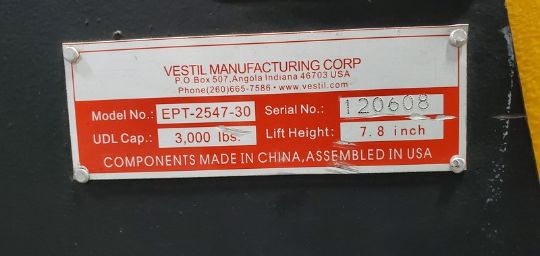 VESTIL MANUFACTURING CORP
P.O.Box 507,Angola Indiana 46703 USA
Phone(260)665-7586 • www.vestil.com
Model No.: EPT-2547-30 Serial No.: 120608
UDL Cap.: 3,000 lbs. Lift Height: 7.8 inch
COMPONENTS MADE IN CHINA,ASSEMBLED IN USA